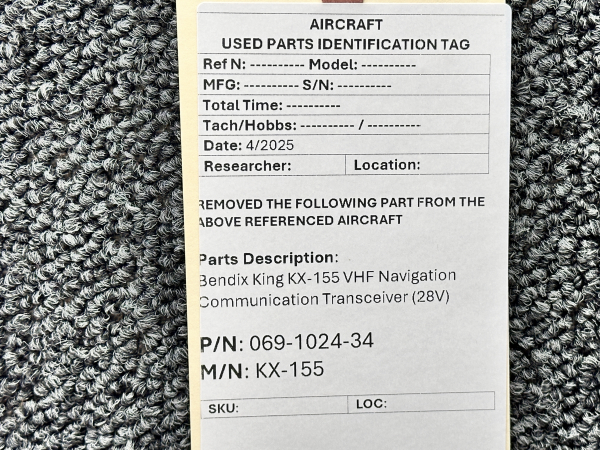 AIRCRAFT
USED PARTS IDENTIFICATION TAG
Ref N: ---------- Model: ----------
MFG: ---------- S/N: ----------
Total Time: ----------
Tach/Hobbs: ---------- / ----------
Date: 4/2025
Researcher: Location:
REMOVED THE FOLLOWING PART FROM THE
ABOVE REFERENCED AIRCRAFT
Parts Description:
Bendix King KX-155 VHF Navigation
Communication Transceiver (28V)
P/N: 069-1024-34
M/N: KX-155
SKU: LOC: